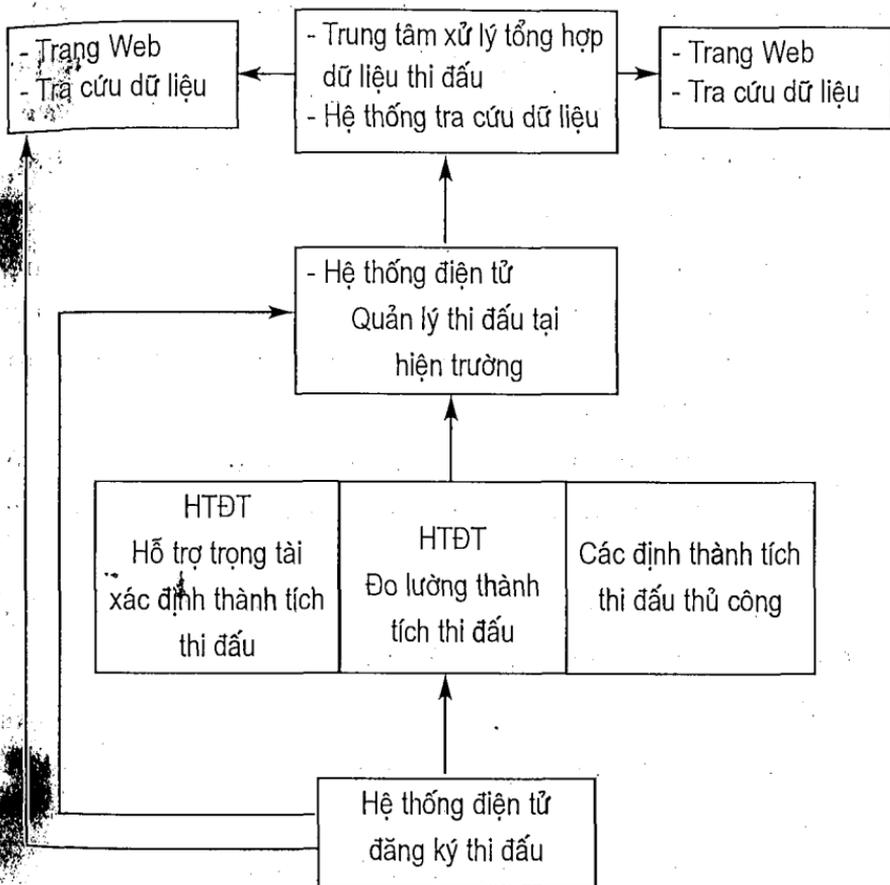 - Trang Web
- Tra cứu dữ liệu
- Trung tâm xử lý tổng hợp
dữ liệu thi đấu
- Hệ thống tra cứu dữ liệu
- Trang Web
- Tra cứu dữ liệu
- Hệ thống điện tử
Quản lý thi đấu tại
hiện trường
HTĐT
Hỗ trợ trọng tài
xác định thành tích
thi đấu
HTĐT
Đo lường thành
tích thi đấu
Các định thành tích
thi đấu thủ công
Hệ thống điện tử
đăng ký thi đấu